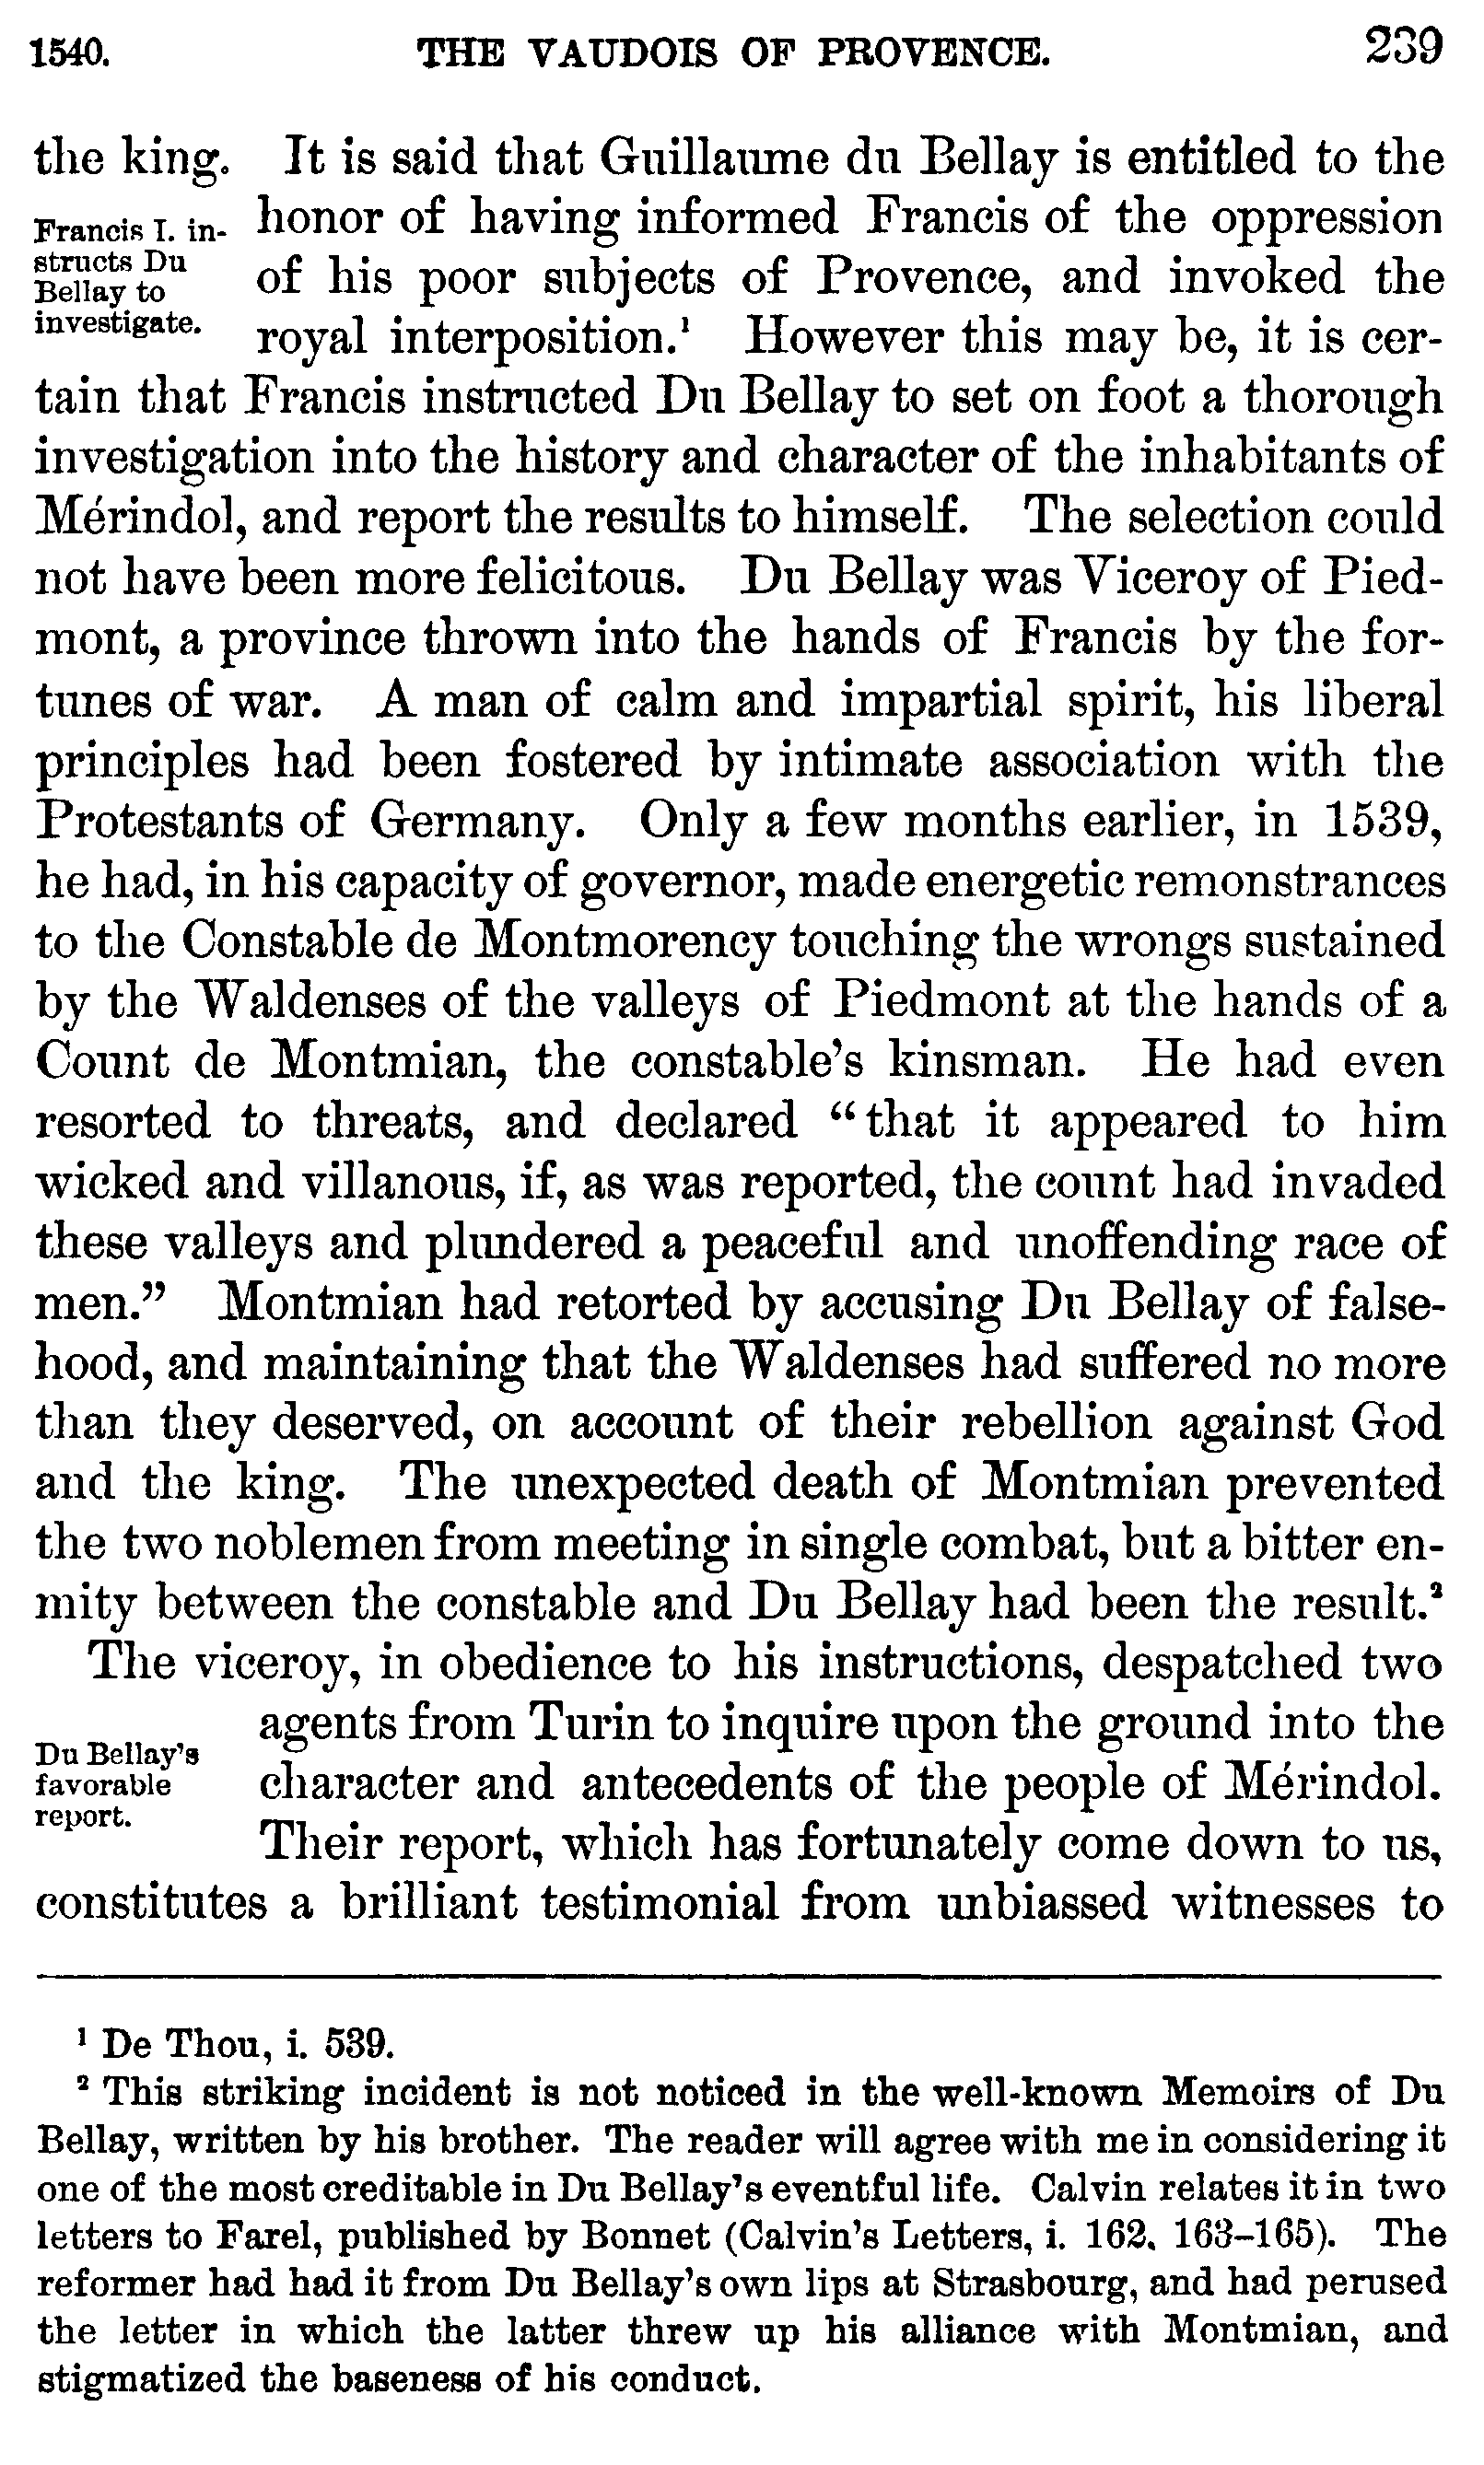 1540. THE VAUDOIS OF PROVENCE. 239
the king. It is said that Guillaume du Bellay is entitled to the
Francis I. in-
structs Du
Bellay to
investigate.
honor of having informed Francis of the oppression
of his poor subjects of Provence, and invoked the
royal interposition.¹ However this may be, it is cer-
tain that Francis instructed Du Bellay to set on foot a thorough
investigation into the history and character of the inhabitants of
Mérindol, and report the results to himself. The selection could
not have been more felicitous. Du Bellay was Viceroy of Pied-
mont, a province thrown into the hands of Francis by the for-
tunes of war. A man of calm and impartial spirit, his liberal
principles had been fostered by intimate association with the
Protestants of Germany. Only a few months earlier, in 1539,
he had, in his capacity of governor, made energetic remonstrances
to the Constable de Montmorency touching the wrongs sustained
by the Waldenses of the valleys of Piedmont at the hands of a
Count de Montmian, the constable's kinsman. He had even
resorted to threats, and declared "that it appeared to him
wicked and villanous, if, as was reported, the count had invaded
these valleys and plundered a peaceful and unoffending race of
men." Montmian had retorted by accusing Du Bellay of false-
hood, and maintaining that the Waldenses had suffered no more
than they deserved, on account of their rebellion against God
and the king. The unexpected death of Montmian prevented
the two noblemen from meeting in single combat, but a bitter en-
mity between the constable and Du Bellay had been the result.²
The viceroy, in obedience to his instructions, despatched two
Du Bellay's
favorable
report.
agents from Turin to inquire upon the ground into the
character and antecedents of the people of Mérindol.
Their report, which has fortunately come down to us,
constitutes a brilliant testimonial from unbiassed witnesses to
¹ De Thou, i. 539.
² This striking incident is not noticed in the well-known Memoirs of Du
Bellay, written by his brother. The reader will agree with me in considering it
one of the most creditable in Du Bellay's eventful life. Calvin relates it in two
letters to Farel, published by Bonnet (Calvin's Letters, i. 162, 163–165). The
reformer had had it from Du Bellay's own lips at Strasbourg, and had perused
the letter in which the latter threw up his alliance with Montmian, and
stigmatized the baseness of his conduct.